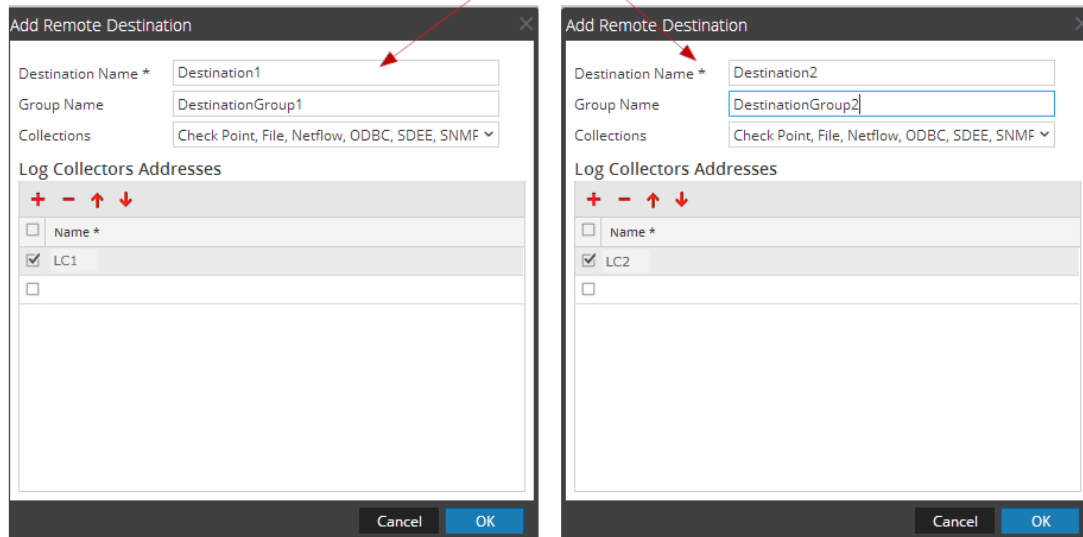 Add Remote Destination
Destination Name * Destination1
Group Name DestinationGroup1
Collections Check Point, File, Netflow, ODBC, SDEE, SNMP
Log Collectors Addresses
Name *
LC1
Cancel OK
Add Remote Destination
Destination Name * Destination2
Group Name DestinationGroup2
Collections Check Point, File, Netflow, ODBC, SDEE, SNMP
Log Collectors Addresses
Name *
LC2
Cancel OK